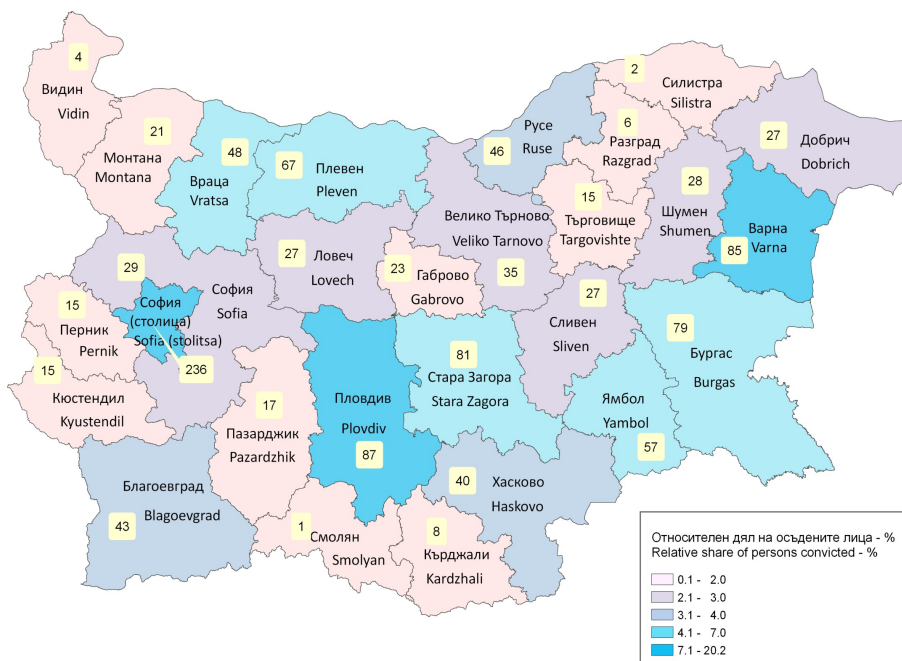 4
Видин
Vidin
21
Монтана
Montana
48
Враца
Vratsa
67
Плевен
Pleven
46
Русе
Ruse
2
Силистра
Silistra
6
Разград
Razgrad
27
Добрич
Dobrich
15
Търговище
Targovishte
28
Шумен
Shumen
Варна
Varna
85
Велико Търново
Veliko Tarnovo
35
23
Габрово
Gabrovo
27
Ловеч
Lovech
29
София
Sofia
София
(столица)
Sofia (stolitsa)
236
15
Перник
Pernik
15
Кюстендил
Kyustendil
17
Пазарджик
Pazardzhik
Пловдив
Plovdiv
87
81
Стара Загора
Stara Zagora
27
Сливен
Sliven
79
Бургас
Burgas
Ямбол
Yambol
57
40
Хасково
Haskovo
Благоевград
Blagoevgrad
43
1
Смолян
Smolyan
8
Кърджали
Kardzhali
Относителен дял на осъдените лица - %
Relative share of persons convicted - %
0.1 - 2.0
2.1 - 3.0
3.1 - 4.0
4.1 - 7.0
7.1 - 20.2